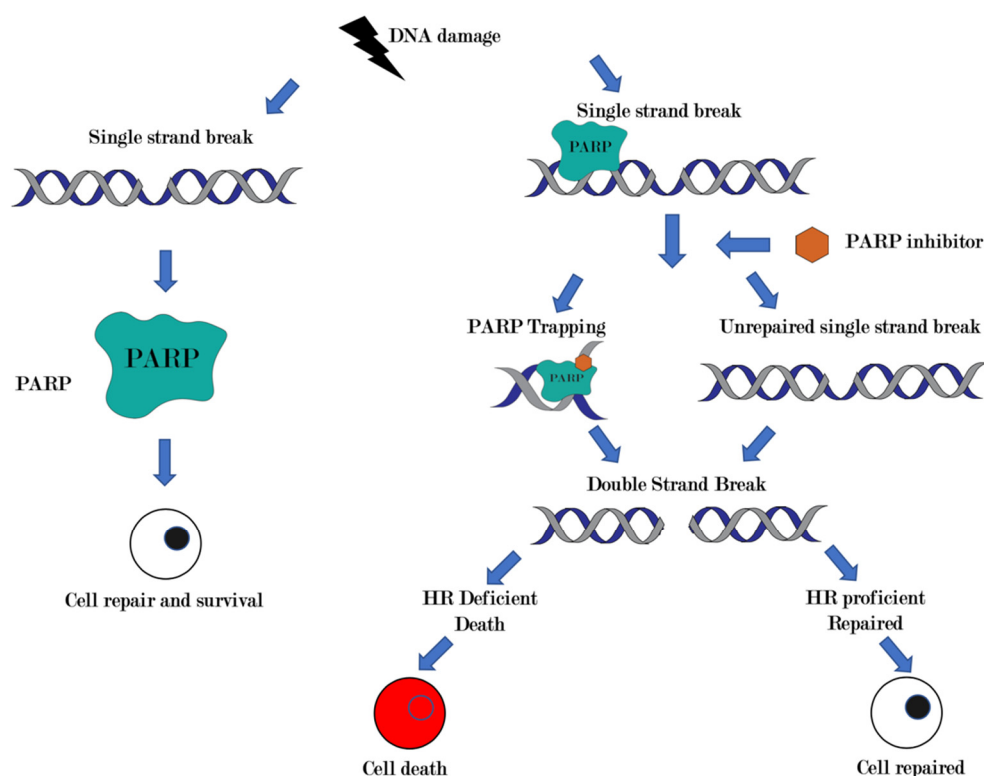 DNA damage
Single strand break
Single strand break
PARP
PARP inhibitor
PARP Trapping
Unrepaired single strand break
PARP
PARP
PARP
Double Strand Break
Cell repair and survival
HR Deficient
Death
HR proficient
Repaired
Cell death
Cell repaired